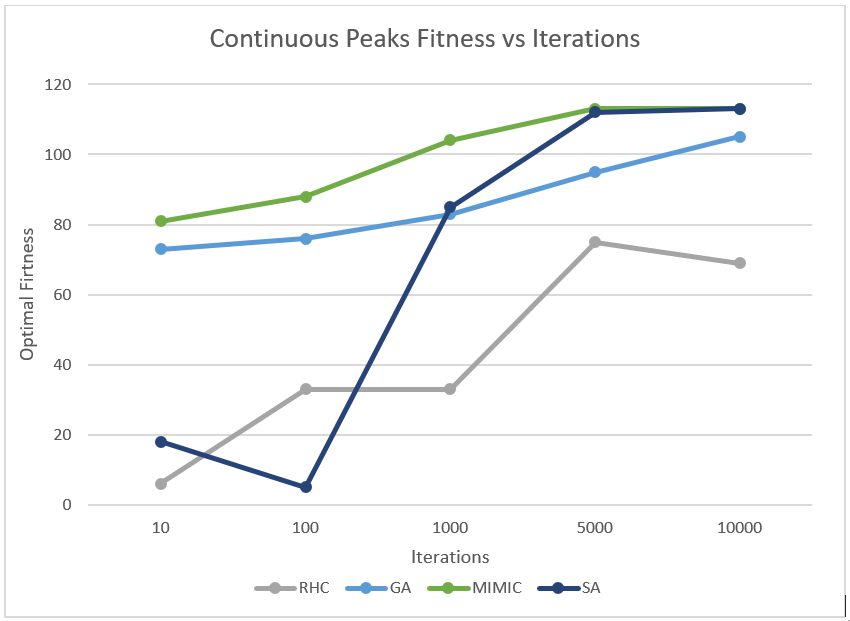 Continuous Peaks Fitness vs Iterations
120
100
80
60
40
20
0
Optimal Firtness
10 100 1000 5000 10000
Iterations
RHC GA MIMIC SA